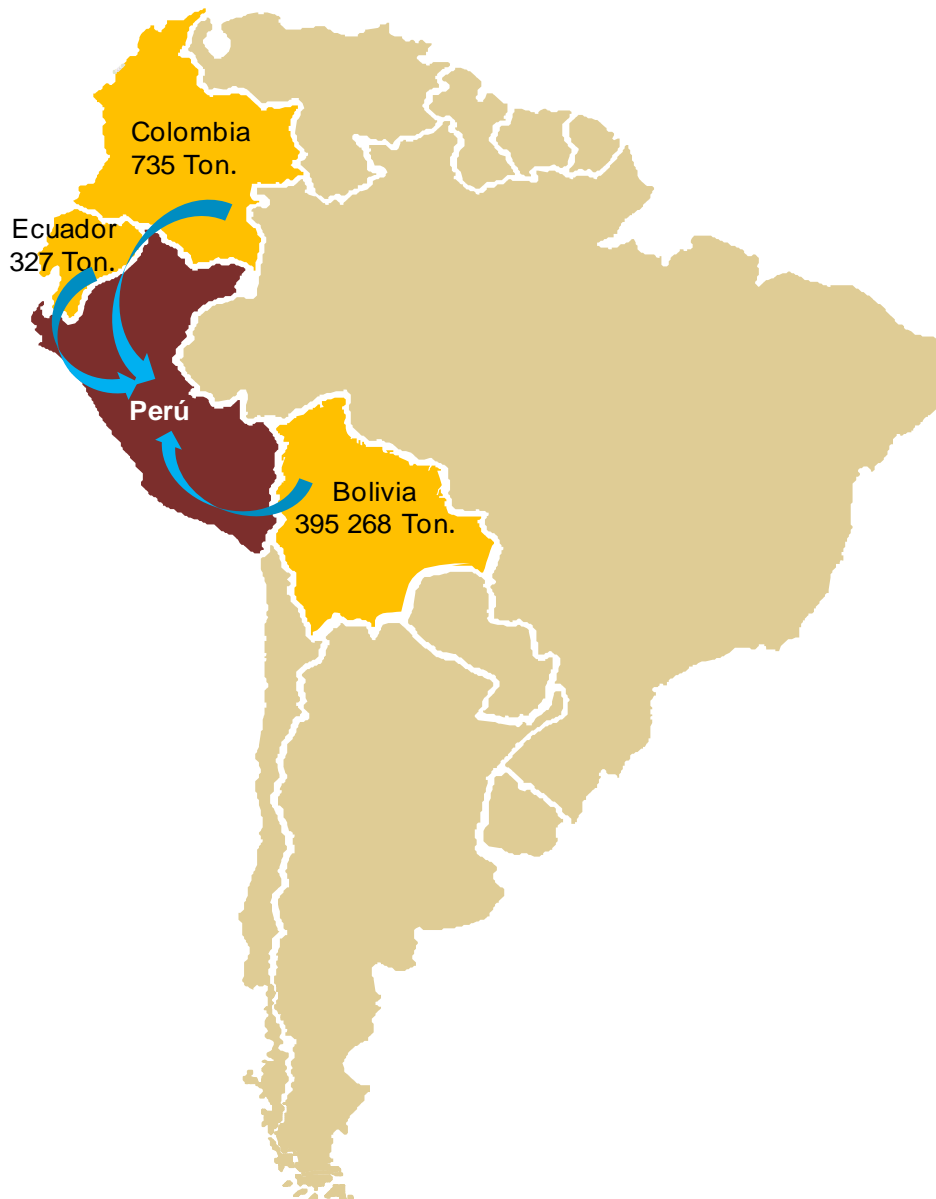 Colombia
735 Ton.
Ecuador
327 Ton.
Perú
Bolivia
395 268 Ton.